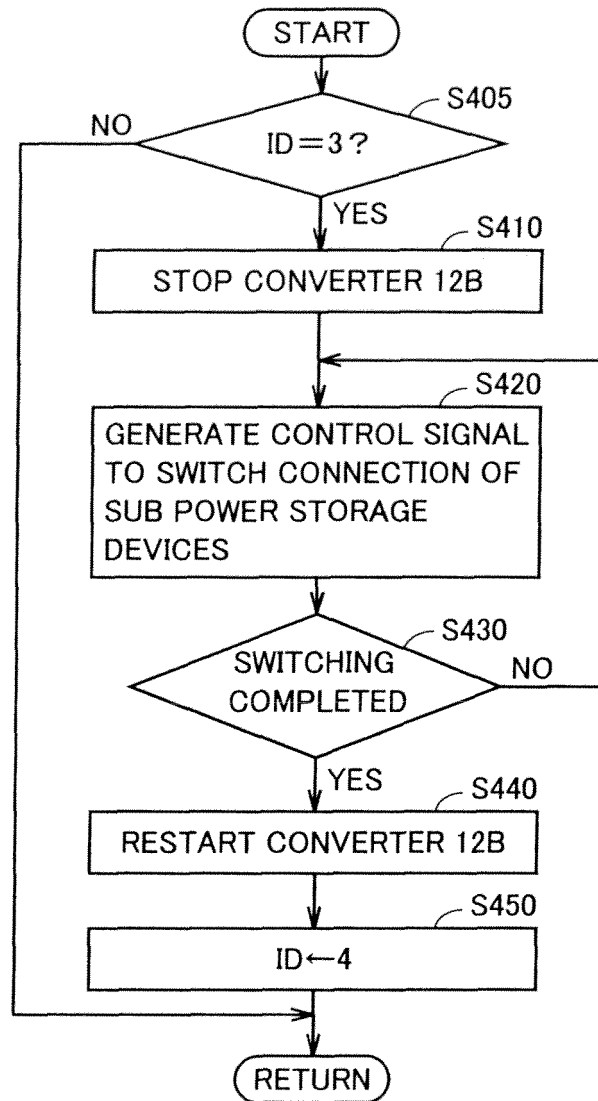 START
S405
NO
ID=3?
YES
S410
STOP CONVERTER 12B
S420
GENERATE CONTROL SIGNAL
TO SWITCH CONNECTION OF
SUB POWER STORAGE
DEVICES
S430
SWITCHING
COMPLETED
NO
YES
S440
RESTART CONVERTER 12B
S450
ID←4
RETURN